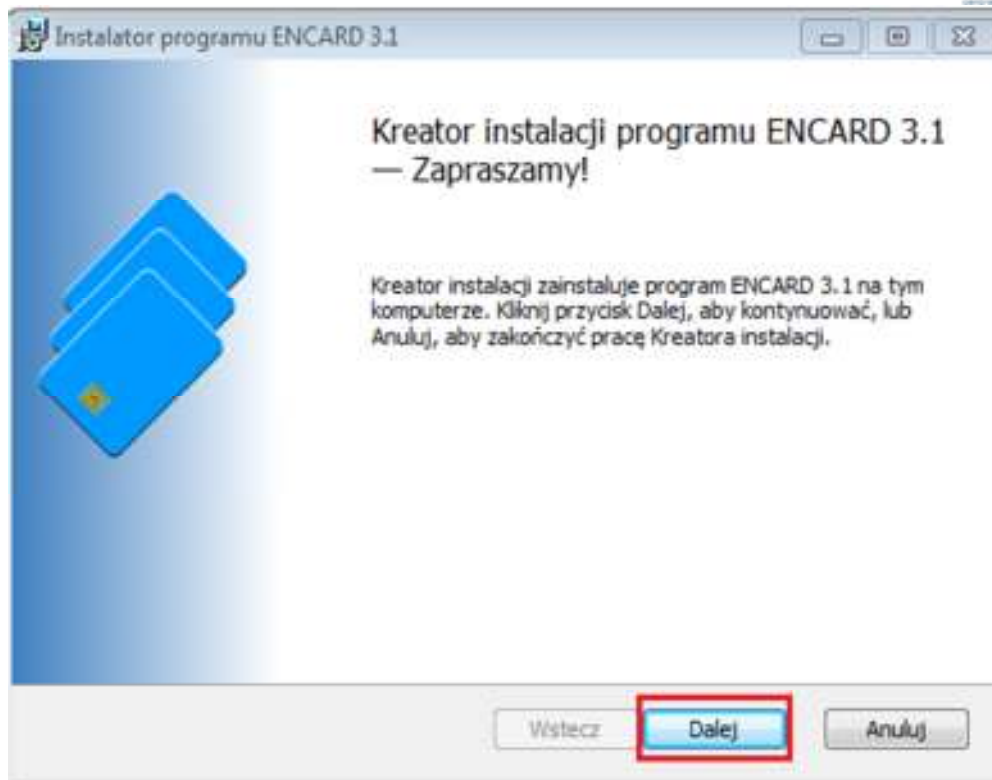 Instalator programu ENCARD 3.1
Kreator instalacji programu ENCARD 3.1
— Zapraszamy!
Kreator instalacji zainstaluje program ENCARD 3.1 na tym
komputerze. Kliknij przycisk Dalej, aby kontynuować, lub
Anuluj, aby zakończyć pracę Kreatora instalacji.
Wstecz Dalej Anuluj